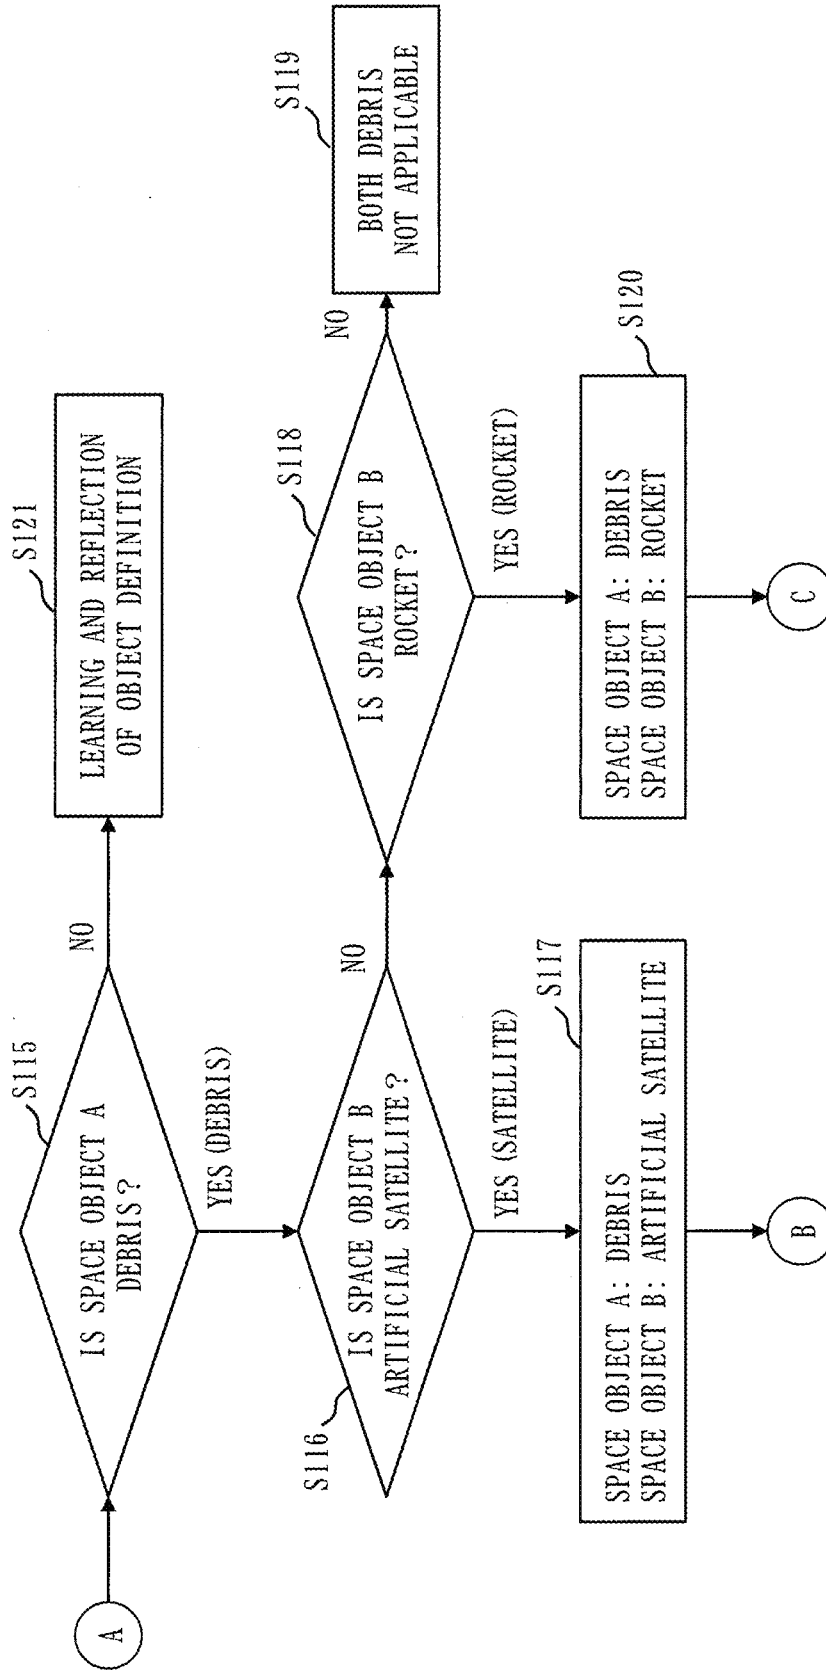 A
S115
IS SPACE OBJECT A
DEBRIS?
NO
S121
LEARNING AND REFLECTION
OF OBJECT DEFINITION
YES (DEBRIS)
S116
IS SPACE OBJECT B
ARTIFICIAL SATELLITE?
NO
S118
IS SPACE OBJECT B
ROCKET?
NO
S119
BOTH DEBRIS
NOT APPLICABLE
YES (SATELLITE)
S117
SPACE OBJECT A: DEBRIS
SPACE OBJECT B: ARTIFICIAL SATELLITE
B
YES (ROCKET)
S120
SPACE OBJECT A: DEBRIS
SPACE OBJECT B: ROCKET
C